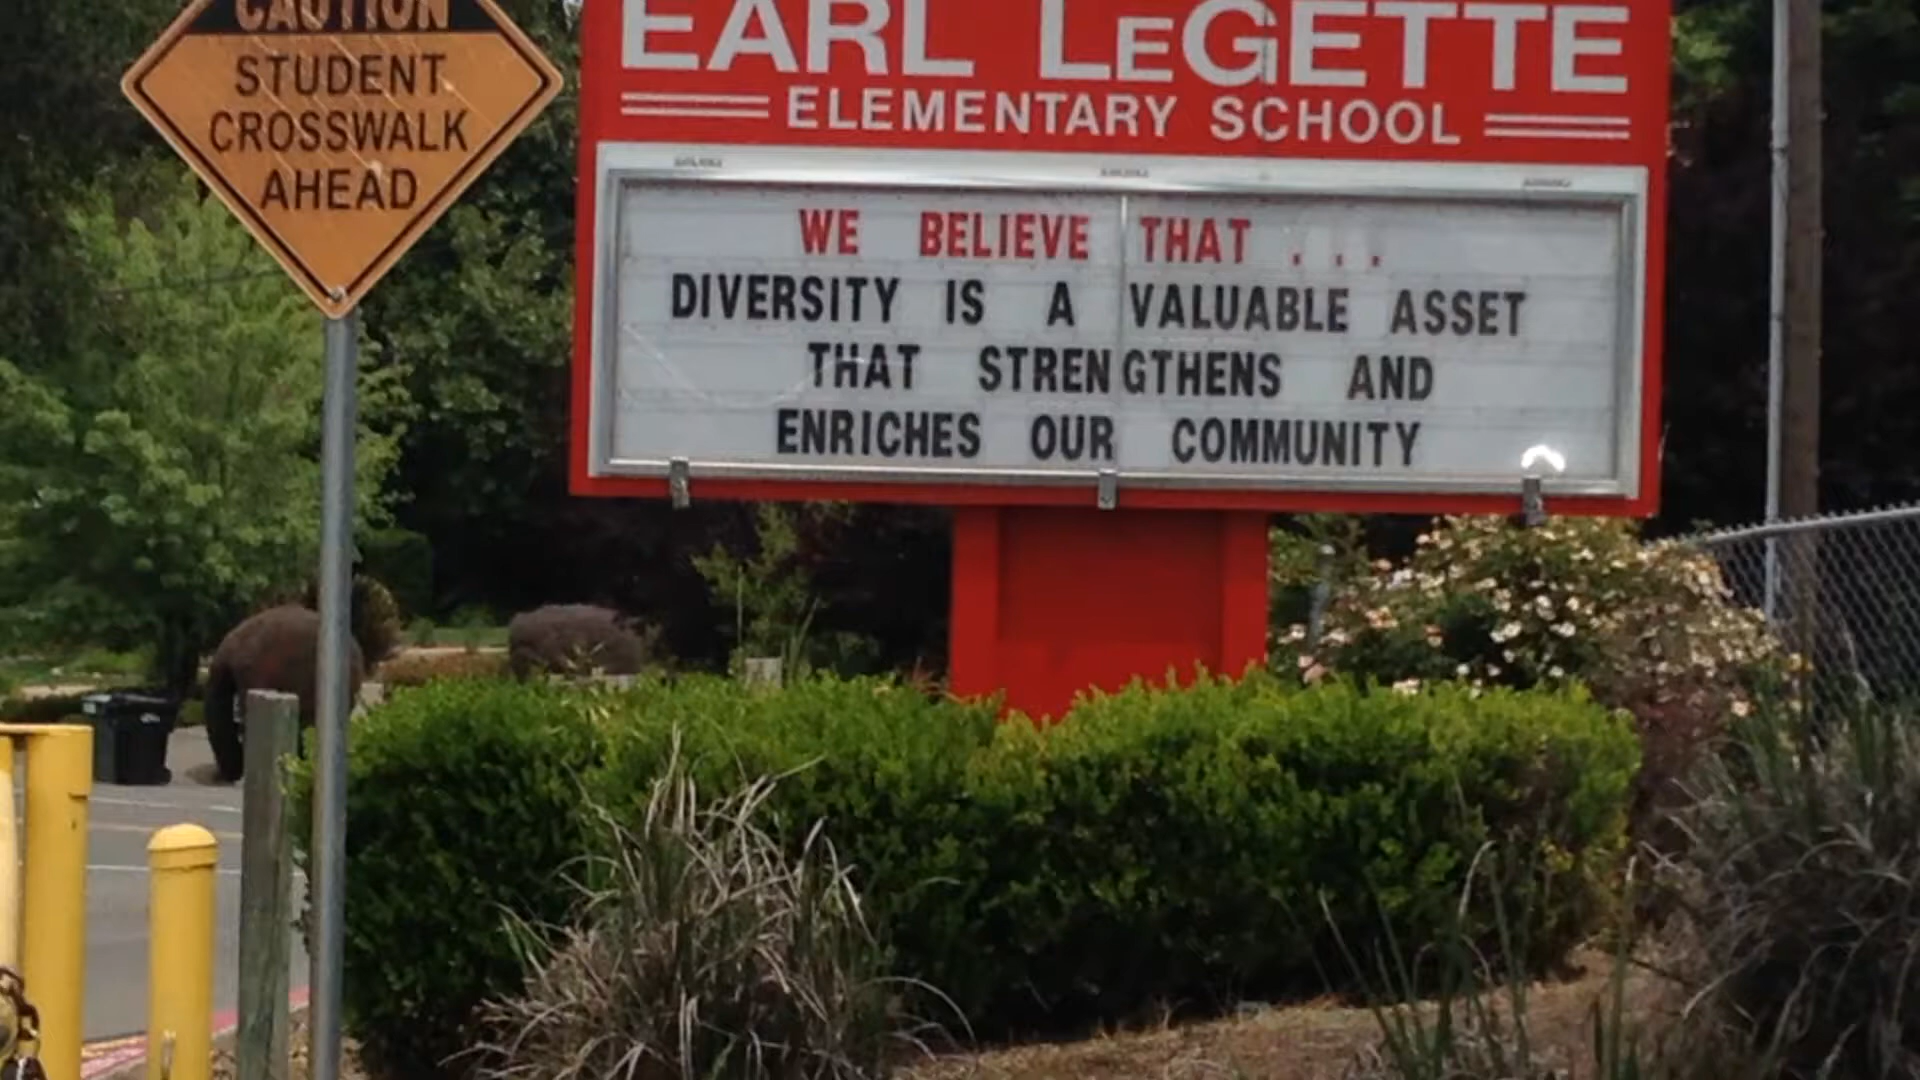 CAUTION
STUDENT
CROSSWALK
AHEAD
EARL LeGETTE
ELEMENTARY SCHOOL
WE BELIEVE THAT ...
DIVERSITY IS A VALUABLE ASSET
THAT STRENGTHENS AND
ENRICHES OUR COMMUNITY